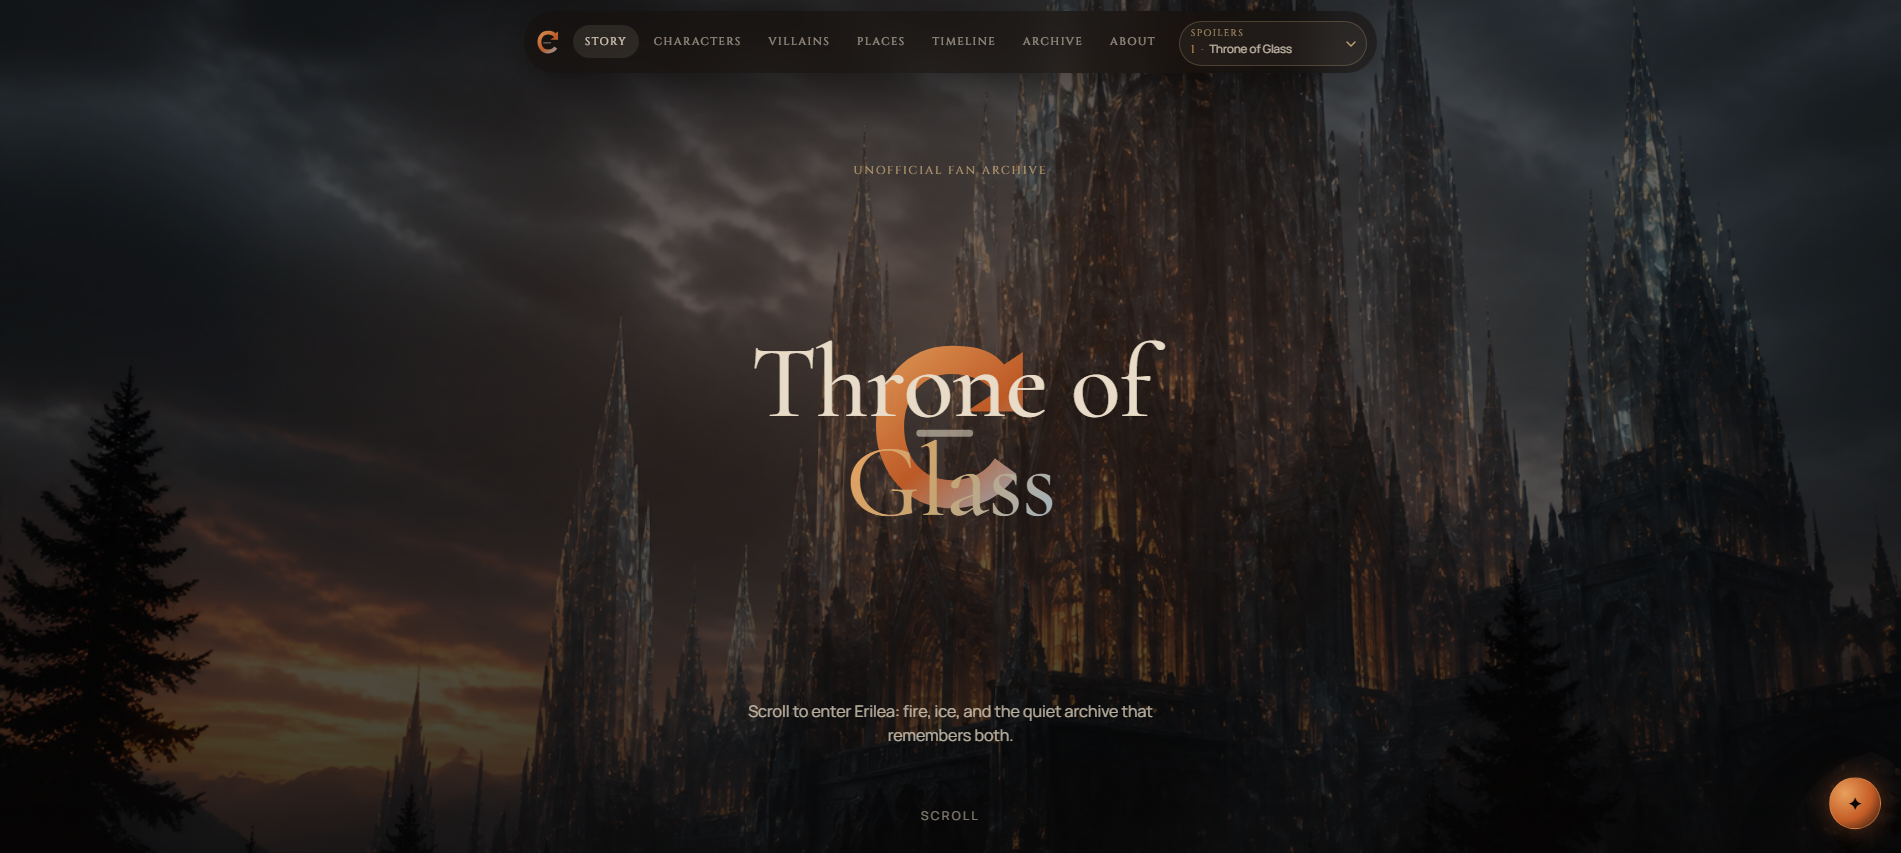 STORY
CHARACTERS
VILLAINS
PLACES
TIMELINE
ARCHIVE
ABOUT
SPOILERS
1 · Throne of Glass
UNOFFICIAL FAN ARCHIVE
Throne of
Glass
Scroll to enter Erilea: fire, ice, and the quiet archive that
remembers both.
SCROLL